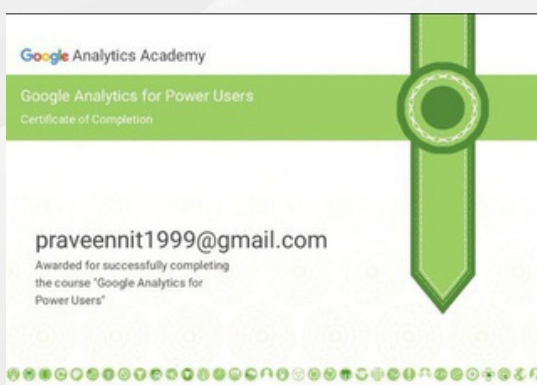 Google Analytics Academy
Google Analytics for Power Users
Certificate of Completion
praveennit1999@gmail.com
Awarded for successfully completing
the course "Google Analytics for
Power Users"